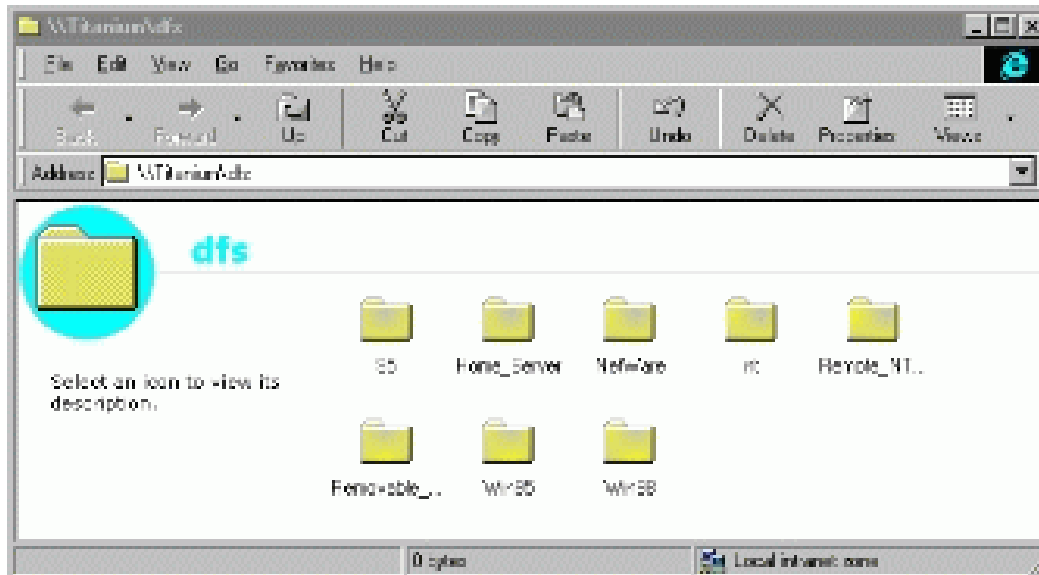 \\Titanium\dfs
File Edit View Go Favorites Help
Back Forward Up Cut Copy Paste Undo Delete Properties Views
Address \\Titanium\dfs
dfs
Select an icon to view its
description.
Home_Server NetWare nt Remote_NT...
Removable_... Win95 Win98
0 bytes Local intranet zone